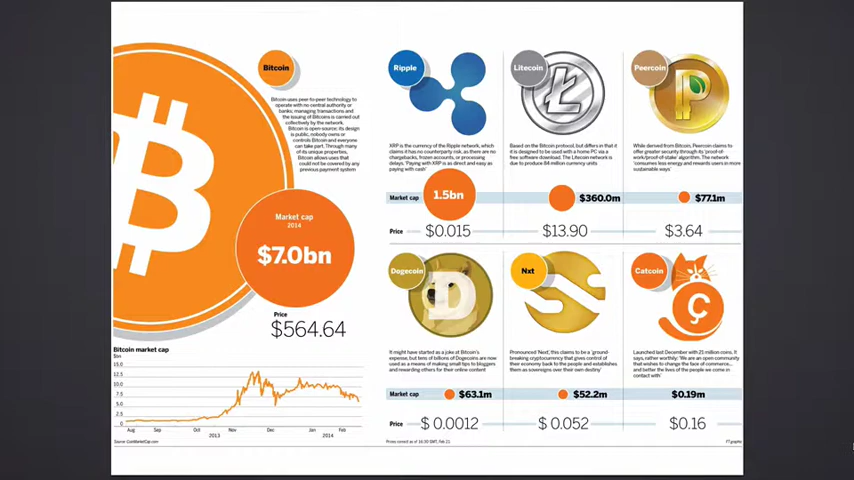 Bitcoin
Bitcoin uses peer-to-peer technology to
operate with no central authority or
banks; managing transactions and
the issuing of Bitcoins is carried out
collectively by the network.
Bitcoin is open-source; its design
is public, nobody owns or
controls Bitcoin and everyone
can take part. Through many
of its unique properties,
Bitcoin allows uses that
could not be covered by any
previous payment system
Market cap
2014
$7.0bn
Price
$564.64
Bitcoin market cap
$bn
15.0
12.5
10.0
7.5
5.0
2.5
0
Aug Sep Oct Nov Dec Jan Feb
2013 2014
Source: CoinMarketCap.com
Ripple
XRP is the currency of the Ripple network, which
claims it has no counterparty risk, as there are no
chargebacks, frozen accounts, or processing
delays. 'Paying with XRP is as direct and easy as
paying with cash'
Litecoin
Based on the Bitcoin protocol, but differs in that it
it is designed to be used with a home PC via a
free software download. The Litecoin network is
due to produce 84 million currency units
Peercoin
P
While derived from Bitcoin, Peercoin claims to
offer greater security through its 'proof-of-
work/proof-of-stake' algorithm. The network
'consumes less energy and rewards users in more
sustainable ways'
Market cap
1.5bn
$360.0m
$77.1m
Price
$0.015
$13.90
$3.64
Dogecoin
D
It might have started as a joke at Bitcoin's
expense, but tens of billions of Dogecoins are now
used as a means of making small tips to bloggers
and rewarding others for their online content
Nxt
Pronounced 'Next', this claims to be a 'ground-
breaking cryptocurrency that gives control of
their economy back to the people and establishes
them as sovereigns over their own destiny'
Catcoin
Ç
Launched last December with 21 million coins, it
says, rather worthily: 'We are an open community
that wishes to change the face of commerce...
and better the lives of the people we come in
contact with'
Market cap
$63.1m
$52.2m
$0.19m
Price
$ 0.0012
$ 0.052
$0.16
Prices correct as of 16:30 GMT, Feb 21
FT graphic